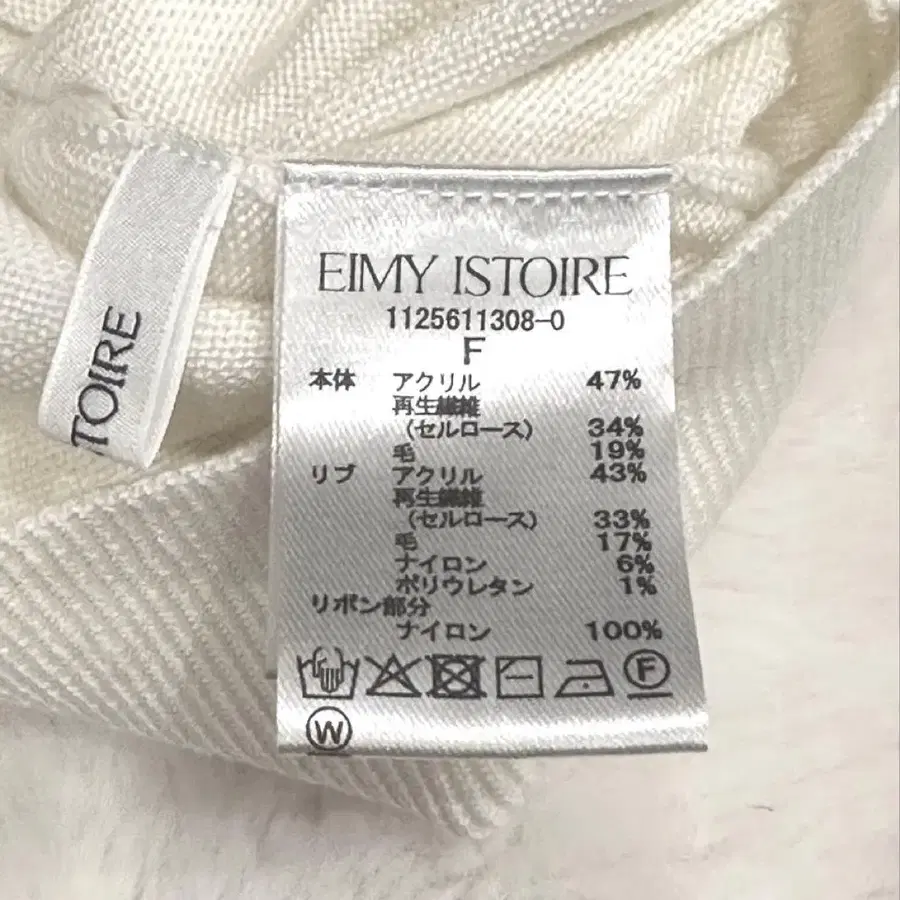 TOIRE
EIMY ISTOIRE
1125611308-0
F
本体 アクリル 47%
再生繊維
(セルロース) 34%
毛 19%
リブ アクリル 43%
再生繊維
(セルロース) 33%
毛 17%
ナイロン 6%
ポリウレタン 1%
リボン部分
ナイロン 100%
F
W